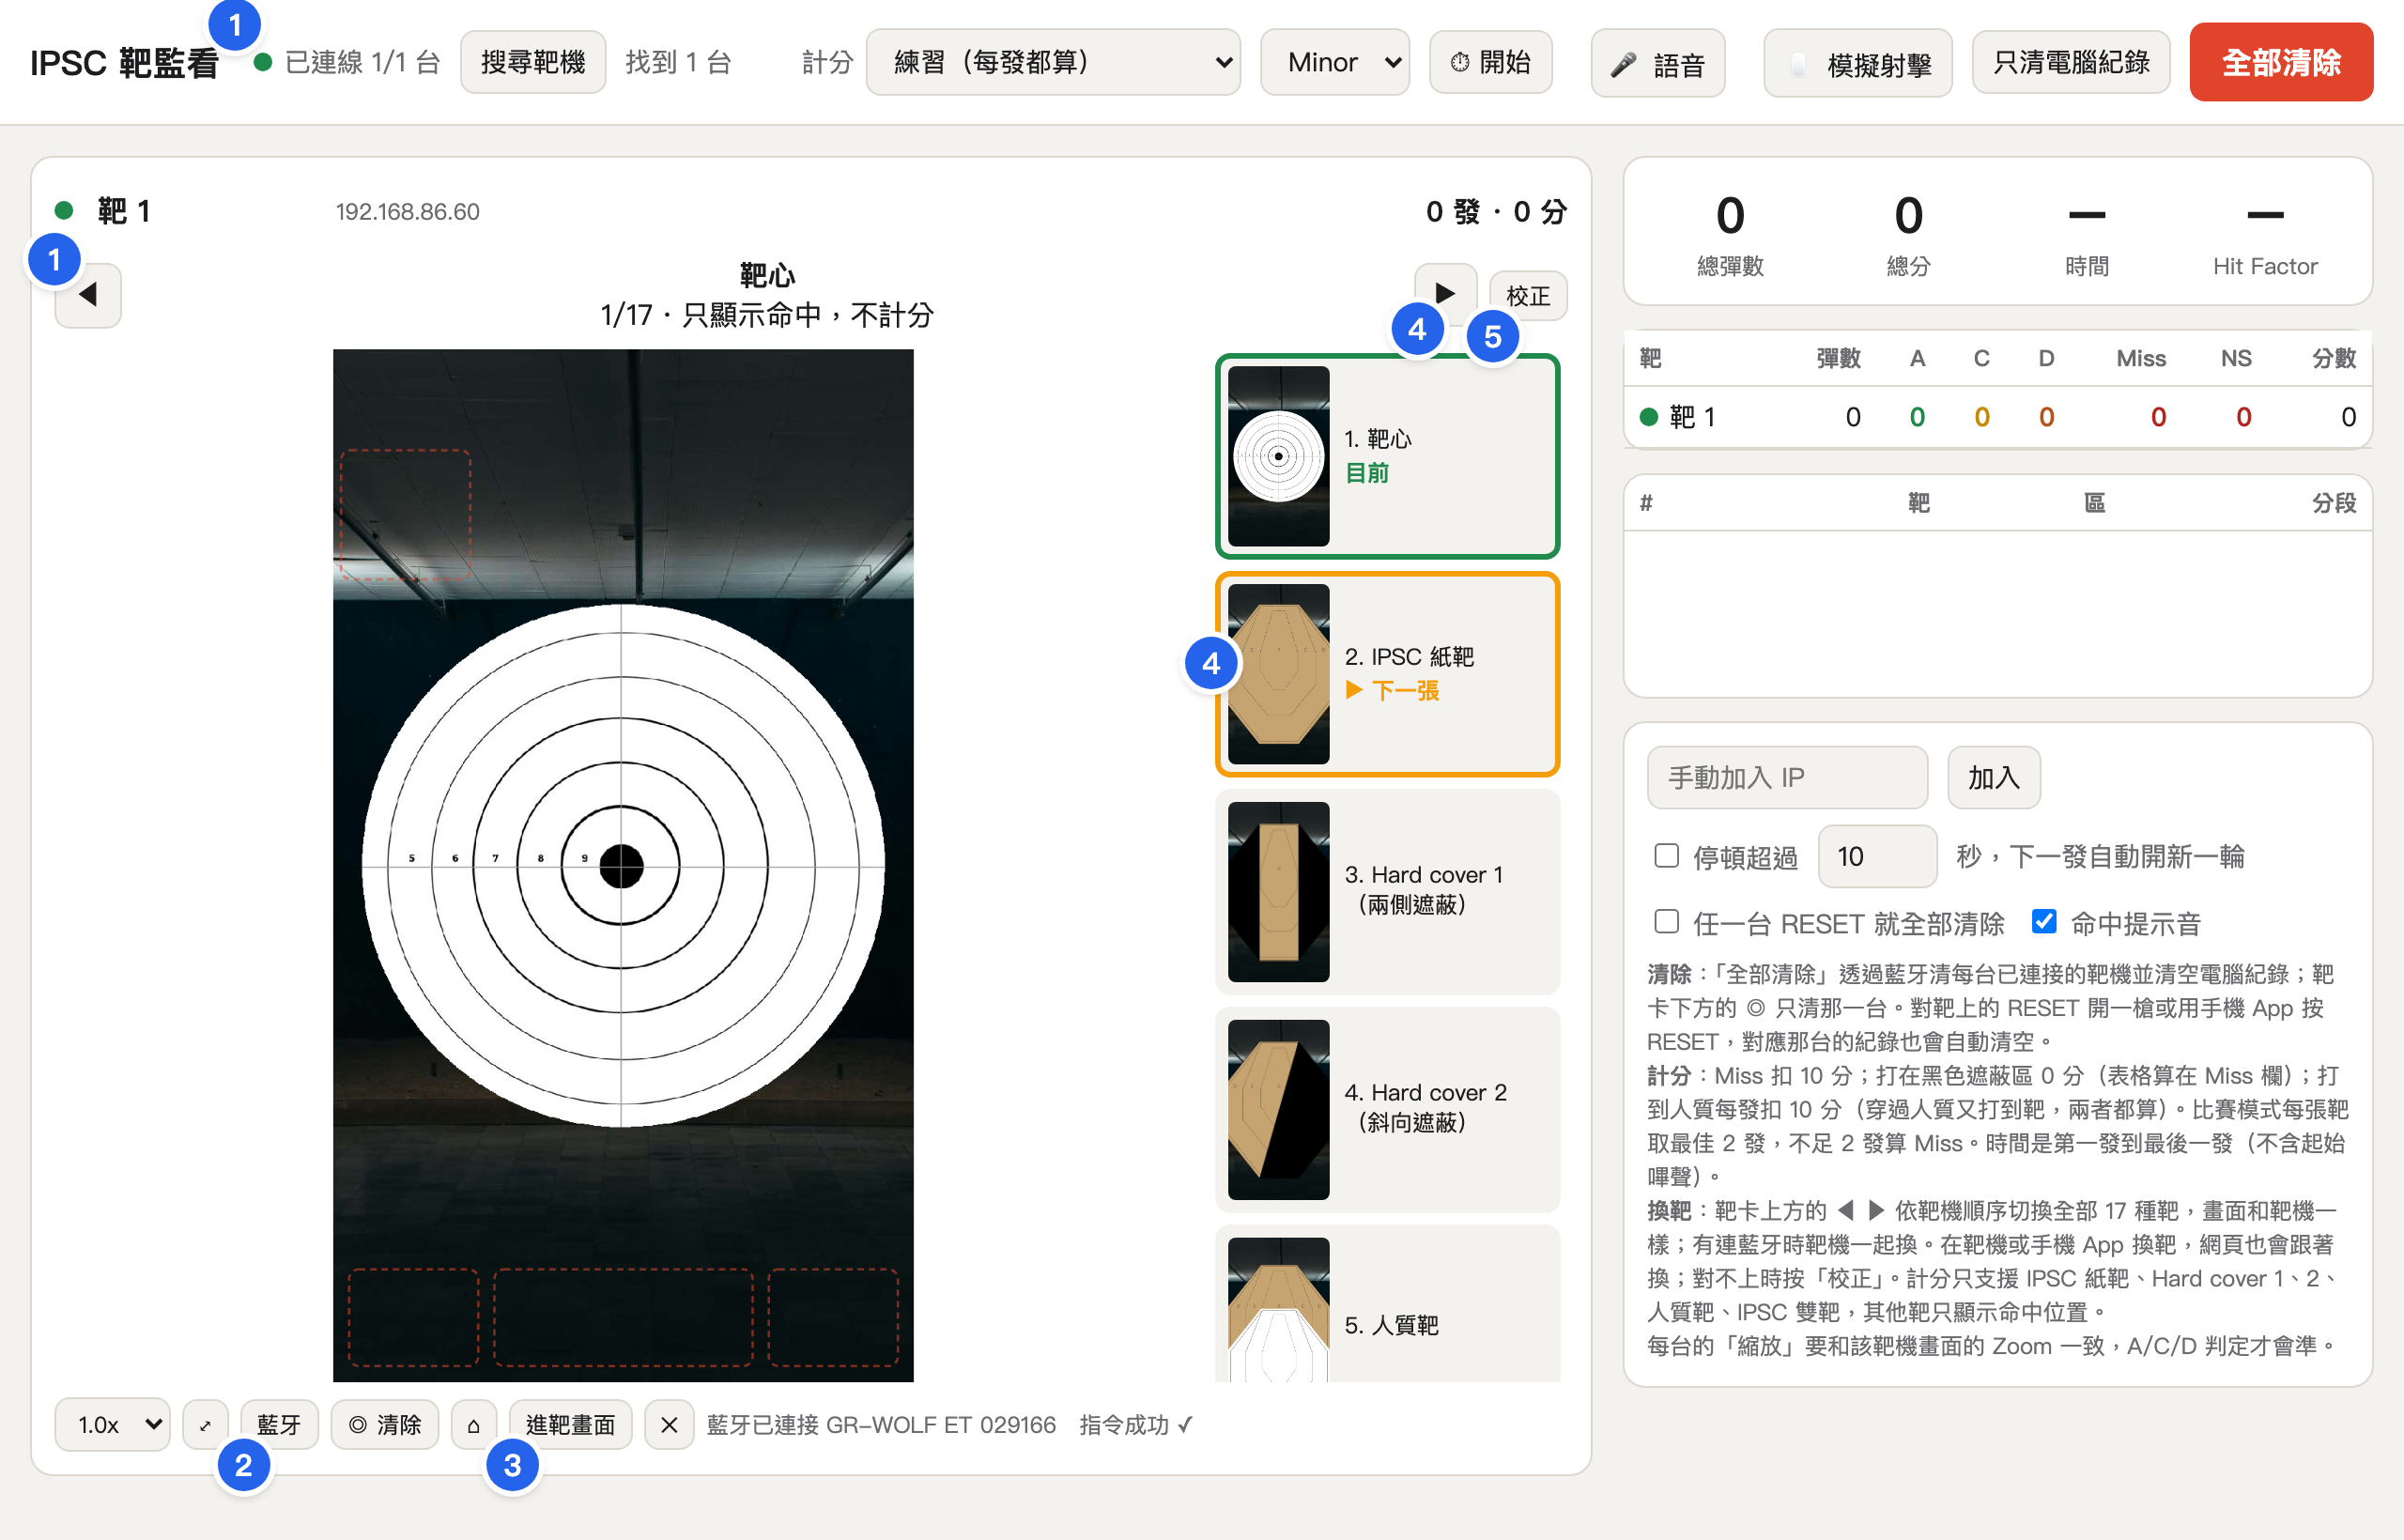 1
IPSC 靶監看
已連線 1/1 台
搜尋靶機
找到 1 台
計分
練習（每發都算）
Minor
⏱ 開始
🎤 語音
模擬射擊
只清電腦紀錄
全部清除
靶 1
192.168.86.60
0 發 · 0 分
1
◀
靶心
1/17 · 只顯示命中，不計分
▶
校正
4
5
5 6 7 8 9
1. 靶心
目前
4
2. IPSC 紙靶
▶ 下一張
3. Hard cover 1
（兩側遮蔽）
4. Hard cover 2
（斜向遮蔽）
5. 人質靶
1.0x
⤢
藍牙
◎ 清除
⌂
進靶畫面
✕
藍牙已連接 GR-WOLF ET 029166
指令成功 ✓
2
3
0
總彈數
0
總分
—
時間
—
Hit Factor
靶 彈數 A C D Miss NS 分數
靶 1 0 0 0 0 0 0 0
# 靶 區 分段
手動加入 IP
加入
停頓超過 10 秒，下一發自動開新一輪
任一台 RESET 就全部清除 命中提示音
清除：「全部清除」透過藍牙清每台已連接的靶機並清空電腦紀錄；靶
卡下方的 ◎ 只清那一台。對靶上的 RESET 開一槍或用手機 App 按
RESET，對應那台的紀錄也會自動清空。
計分：Miss 扣 10 分；打在黑色遮蔽區 0 分（表格算在 Miss 欄）；打
到人質每發扣 10 分（穿過人質又打到靶，兩者都算）。比賽模式每張靶
取最佳 2 發，不足 2 發算 Miss。時間是第一發到最後一發（不含起始
嗶聲）。
換靶：靶卡上方的 ◀ ▶ 依靶機順序切換全部 17 種靶，畫面和靶機一
樣；有連藍牙時靶機一起換。在靶機或手機 App 換靶，網頁也會跟著
換；對不上時按「校正」。計分只支援 IPSC 紙靶、Hard cover 1、2、
人質靶、IPSC 雙靶，其他靶只顯示命中位置。
每台的「縮放」要和該靶機畫面的 Zoom 一致，A/C/D 判定才會準。